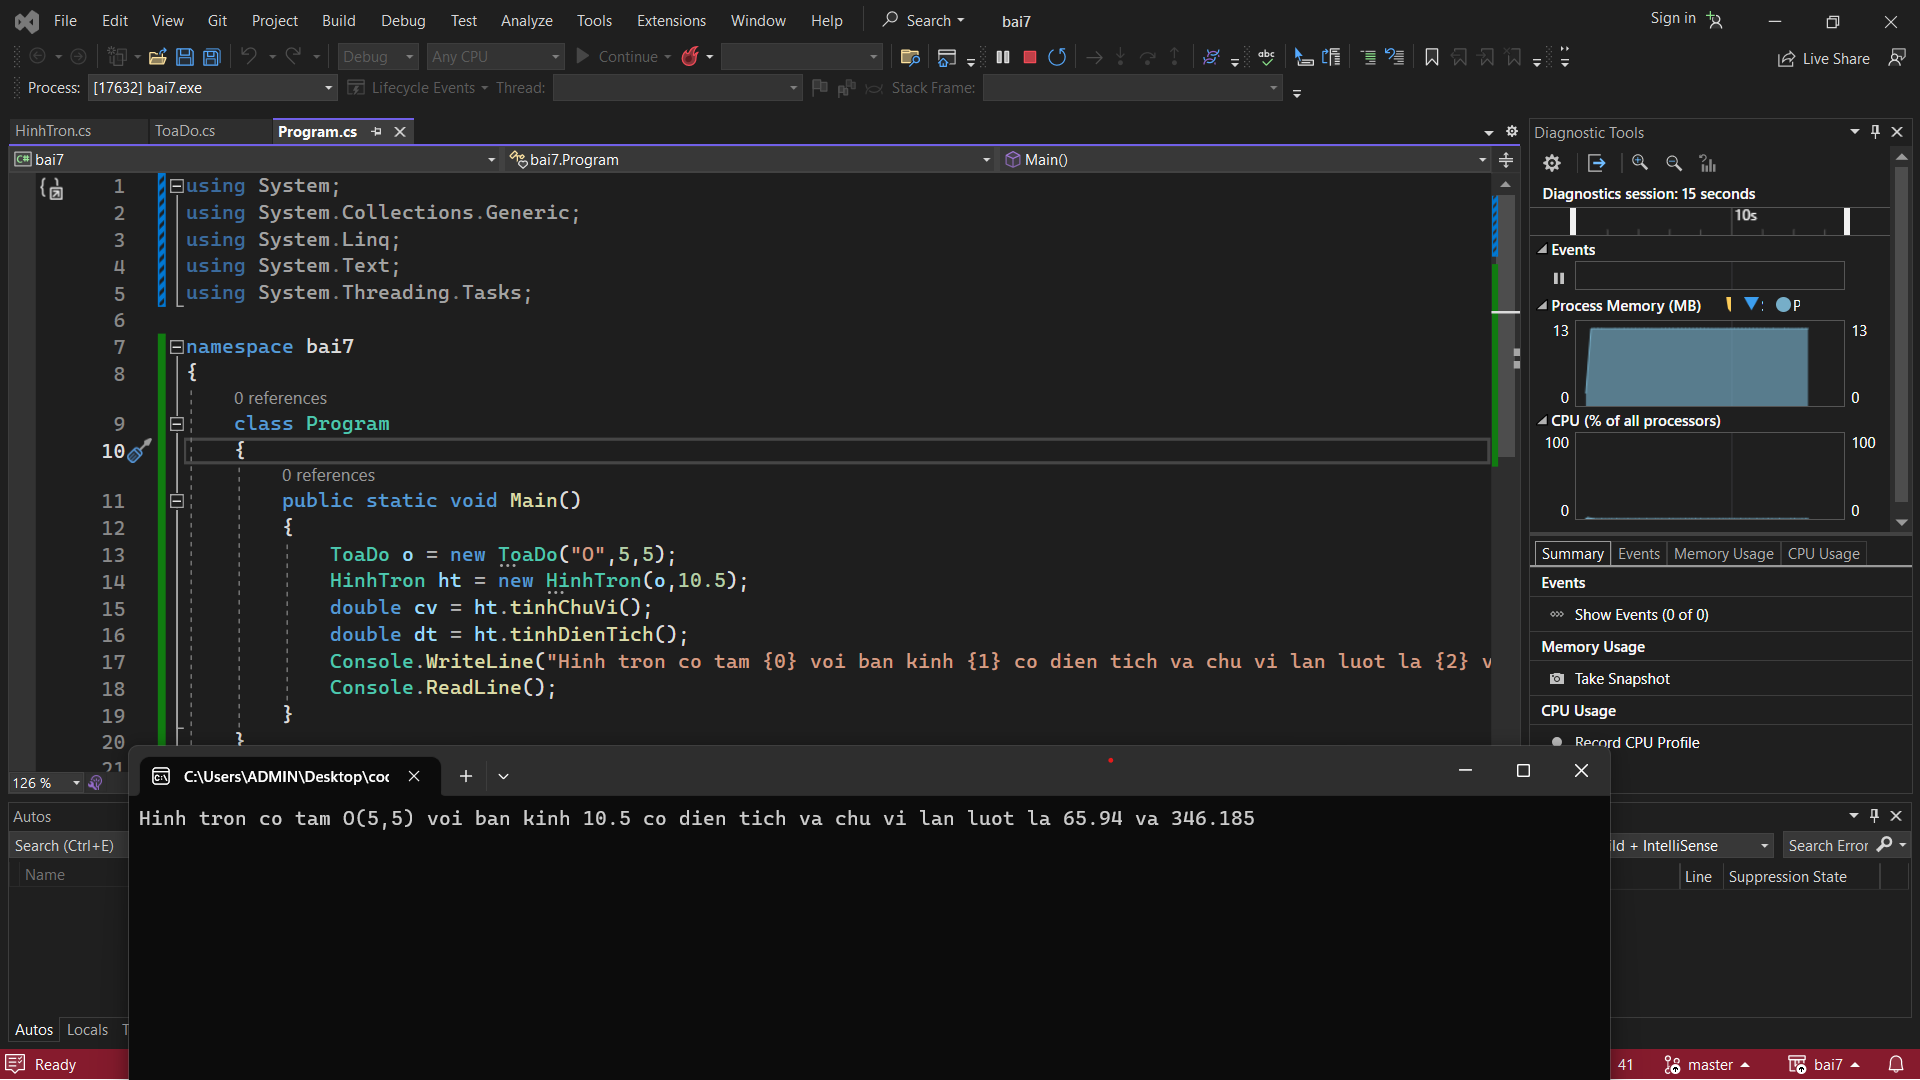 File Edit View Git Project Build Debug Test Analyze Tools Extensions Window Help Search bai7 Sign in
Debug Any CPU Continue Live Share
Process: [17632] bai7.exe Lifecycle Events Thread: Stack Frame:
HinhTron.cs ToaDo.cs Program.cs
bai7 bai7.Program Main()
1 using System;
2 using System.Collections.Generic;
3 using System.Linq;
4 using System.Text;
5 using System.Threading.Tasks;
6
7 namespace bai7
8 {
0 references
9 class Program
10 {
0 references
11 public static void Main()
12 {
13 ToaDo o = new ToaDo("O",5,5);
14 HinhTron ht = new HinhTron(o,10.5);
15 double cv = ht.tinhChuVi();
16 double dt = ht.tinhDienTich();
17 Console.WriteLine("Hinh tron co tam {0} voi ban kinh {1} co dien tich va chu vi lan luot la {2} v
18 Console.ReadLine();
19 }
20 }
21
126 %
Diagnostic Tools
Diagnostics session: 15 seconds
10s
Events
Process Memory (MB) P
13 13
0 0
CPU (% of all processors)
100 100
0 0
Summary Events Memory Usage CPU Usage
Events
Show Events (0 of 0)
Memory Usage
Take Snapshot
CPU Usage
Record CPU Profile
C:\Users\ADMIN\Desktop\coc
Hinh tron co tam O(5,5) voi ban kinh 10.5 co dien tich va chu vi lan luot la 65.94 va 346.185
Autos
Search (Ctrl+E)
Name
Autos Locals T
ild + IntelliSense Search Error
Line Suppression State
Ready 41 master bai7